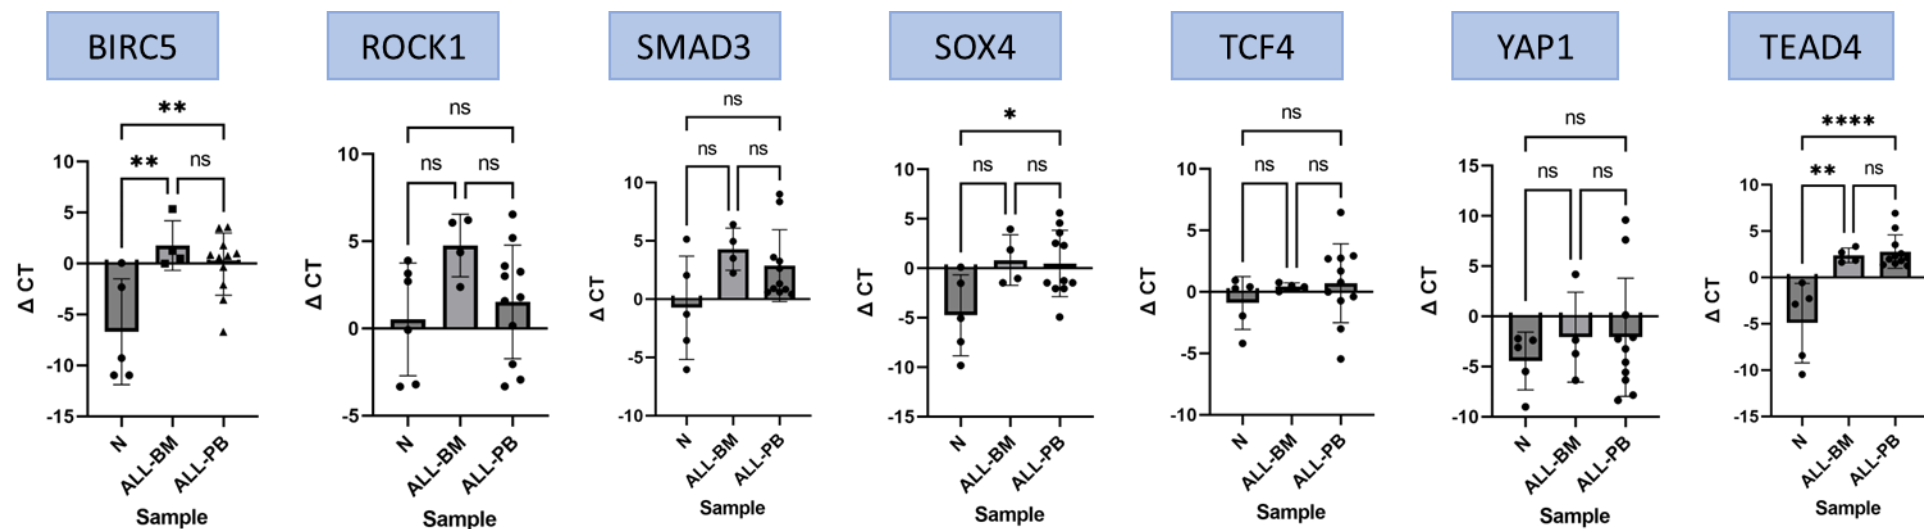 BIRC5 ROCK1 SMAD3 SOX4 TCF4 YAP1 TEAD4
**
** ns
10
5
0
-5
-10
-15
Δ CT
N ALL-BM ALL-PB
Sample
ns
ns ns
10
5
0
-5
Δ CT
N ALL-BM ALL-PB
Sample
ns
ns ns
10
5
0
-5
-10
Δ CT
N ALL-BM ALL-PB
Sample
*
ns ns
10
5
0
-5
-10
-15
Δ CT
N ALL-BM ALL-PB
Sample
ns
ns ns
10
5
0
-5
-10
Δ CT
N ALL-BM ALL-PB
Sample
ns
ns ns
15
10
5
0
-5
-10
Δ CT
N ALL-BM ALL-PB
Sample
****
** ns
10
5
0
-5
-10
-15
Δ CT
N ALL-BM ALL-PB
Sample